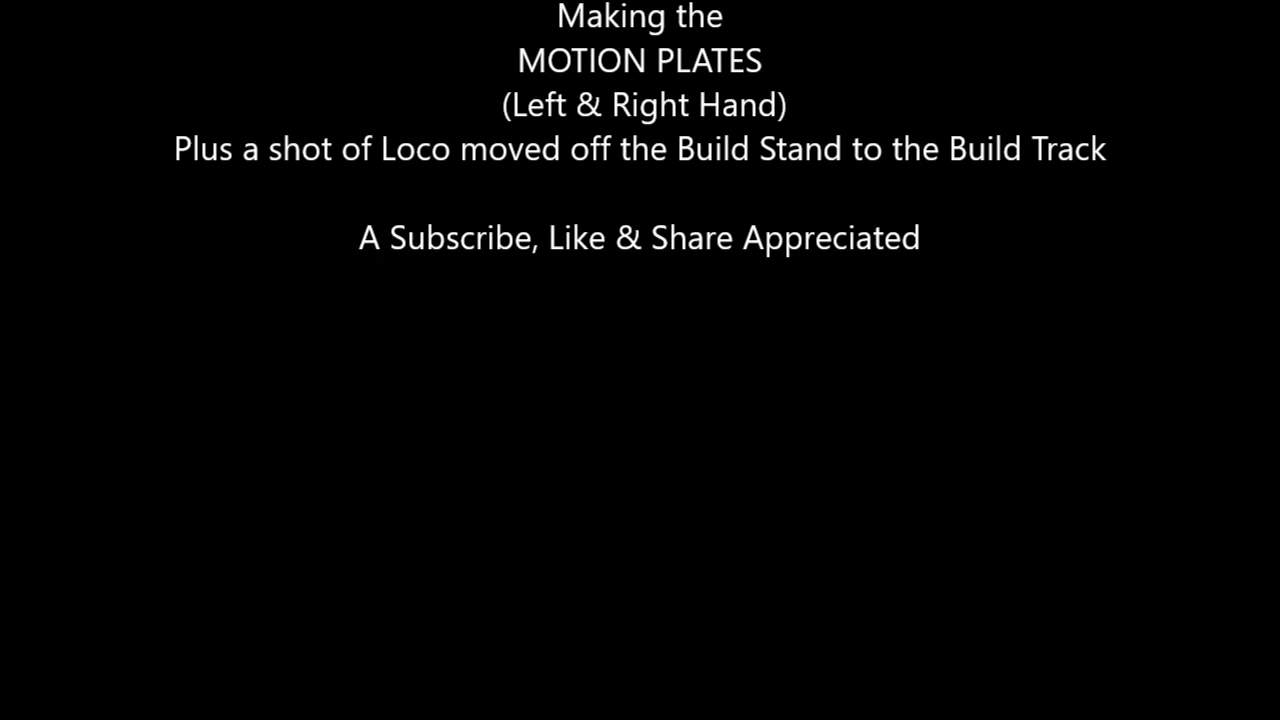 Making the
MOTION PLATES
(Left & Right Hand)
Plus a shot of Loco moved off the Build Stand to the Build Track
A Subscribe, Like & Share Appreciated